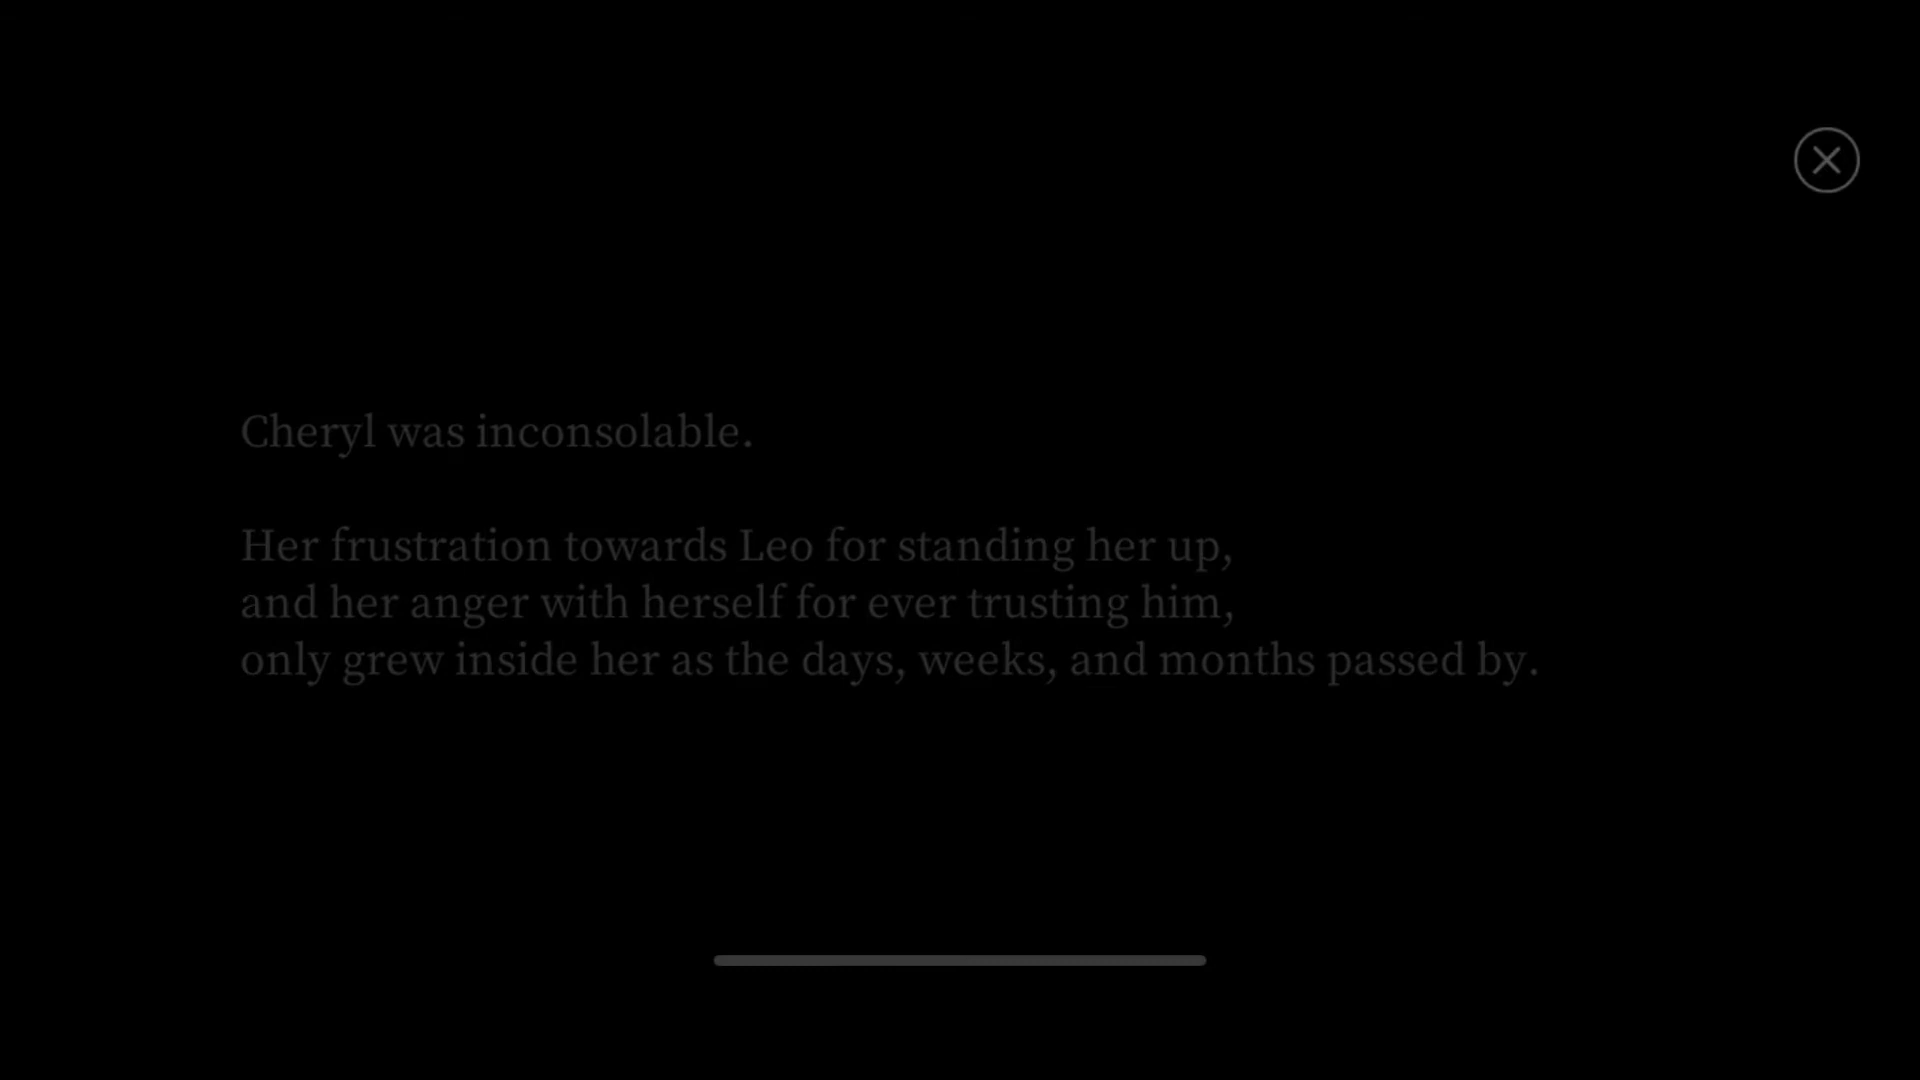 Cheryl was inconsolable.
Her frustration towards Leo for standing her up,
and her anger with herself for ever trusting him,
only grew inside her as the days, weeks, and months passed by.